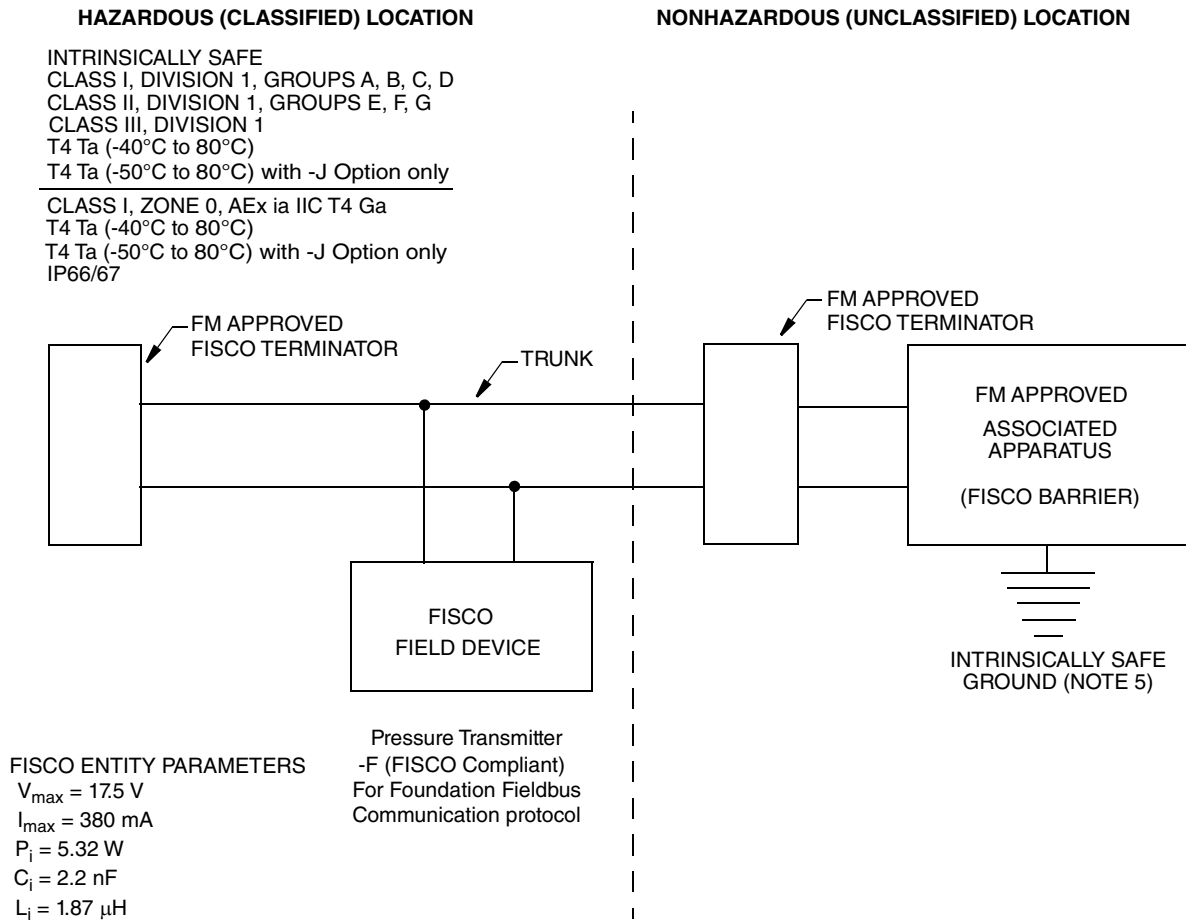 HAZARDOUS (CLASSIFIED) LOCATION
NONHAZARDOUS (UNCLASSIFIED) LOCATION
INTRINSICALLY SAFE
CLASS I, DIVISION 1, GROUPS A, B, C, D
CLASS II, DIVISION 1, GROUPS E, F, G
CLASS III, DIVISION 1
T4 Ta (-40°C to 80°C)
T4 Ta (-50°C to 80°C) with -J Option only
CLASS I, ZONE 0, AEx ia IIC T4 Ga
T4 Ta (-40°C to 80°C)
T4 Ta (-50°C to 80°C) with -J Option only
IP66/67
FM APPROVED
FISCO TERMINATOR
TRUNK
FM APPROVED
FISCO TERMINATOR
FM APPROVED
ASSOCIATED
APPARATUS
(FISCO BARRIER)
FISCO
FIELD DEVICE
INTRINSICALLY SAFE
GROUND (NOTE 5)
Pressure Transmitter
-F (FISCO Compliant)
For Foundation Fieldbus
Communication protocol
FISCO ENTITY PARAMETERS
Vmax = 17.5 V
Imax = 380 mA
Pi = 5.32 W
Ci = 2.2 nF
Li = 1.87 μH